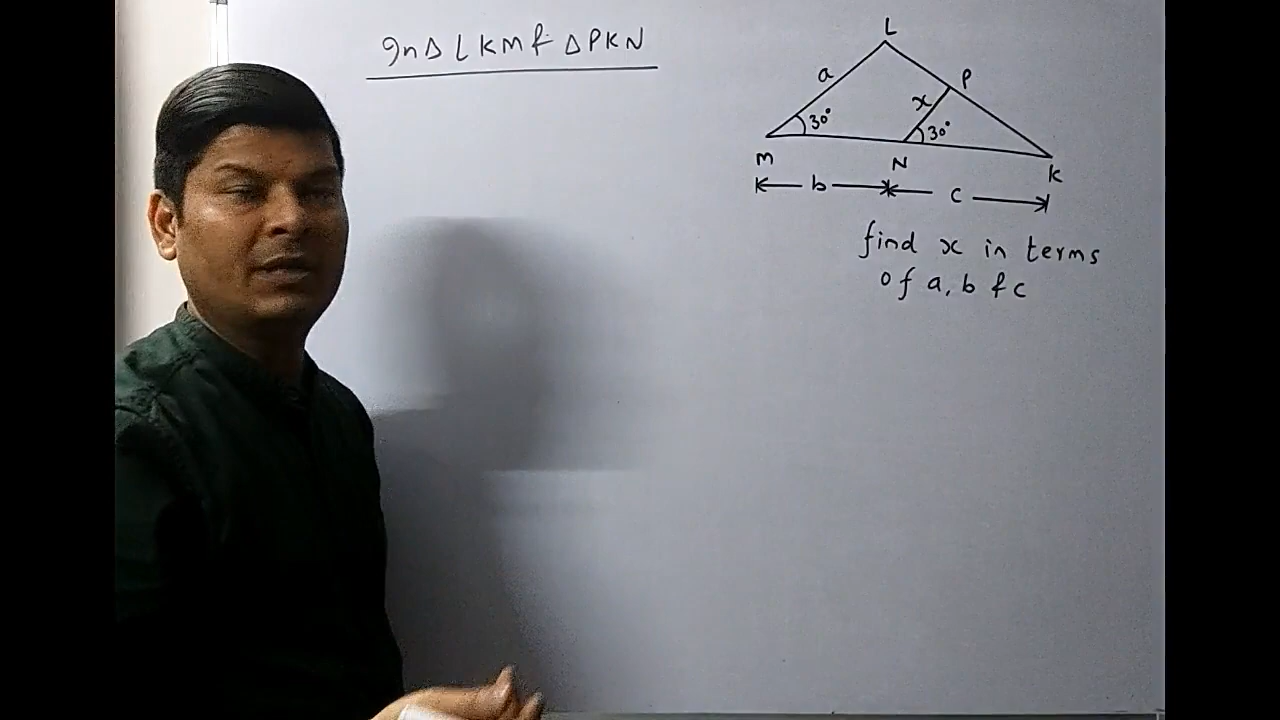 In Δ LKM & Δ PKN
L
a
P
x
30°
30°
M
N
K
b
c
find x in terms
of a, b & c